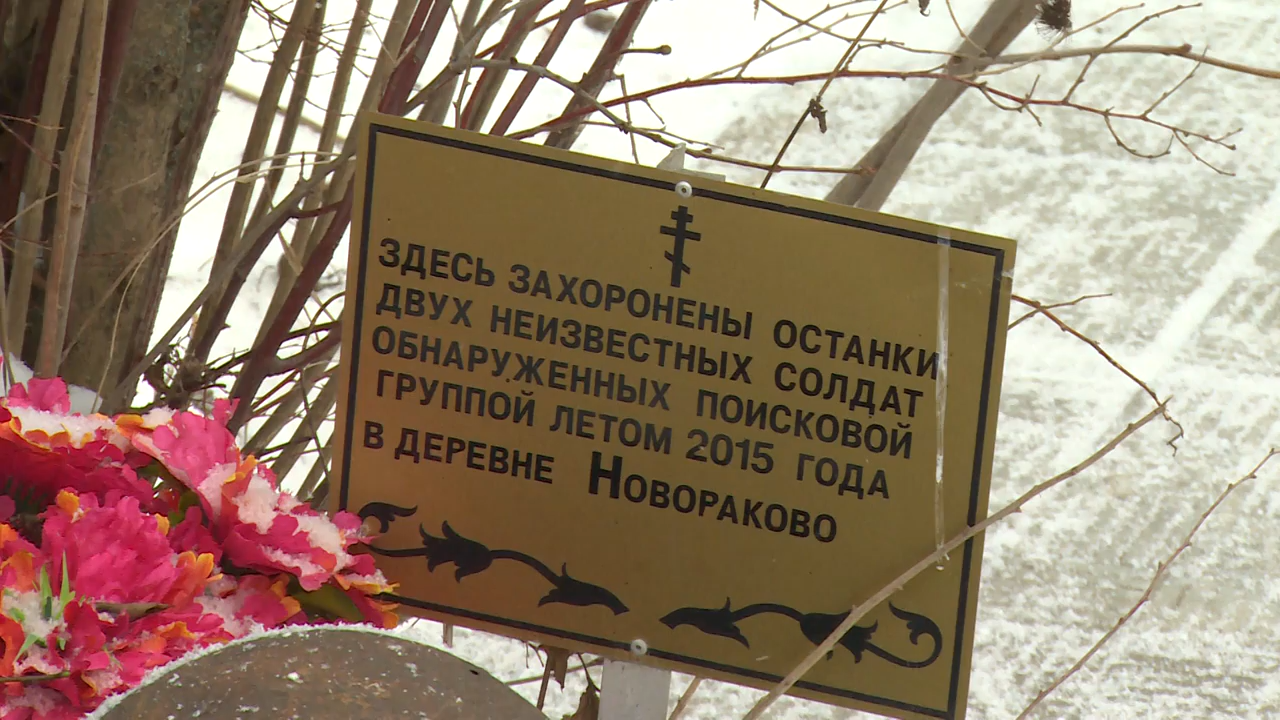 ЗДЕСЬ ЗАХОРОНЕНЫ ОСТАНКИ
ДВУХ НЕИЗВЕСТНЫХ СОЛДАТ
ОБНАРУЖЕННЫХ ПОИСКОВОЙ
ГРУППОЙ ЛЕТОМ 2015 ГОДА
В ДЕРЕВНЕ НОВОРАКОВО